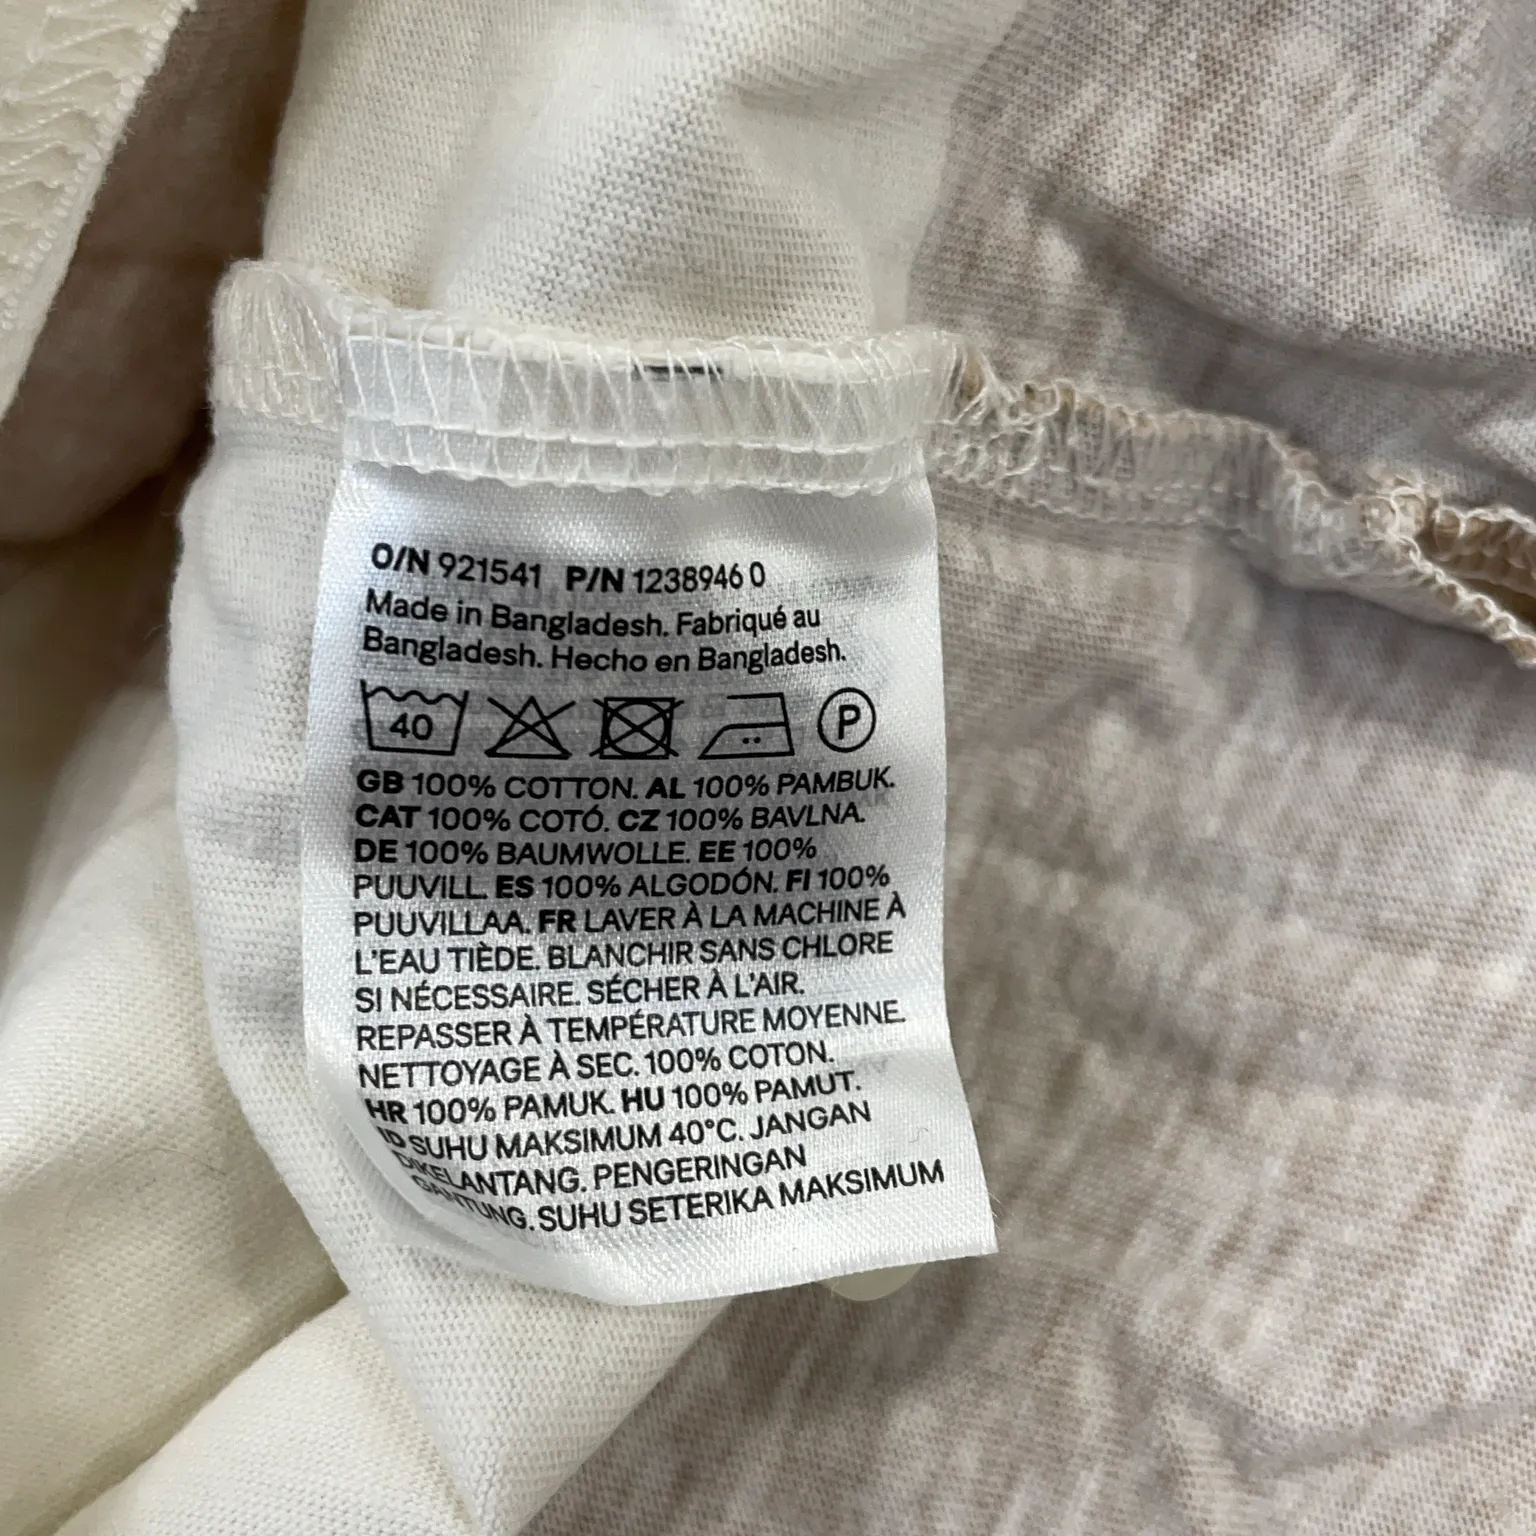 O/N 921541 P/N 1238946 0
Made in Bangladesh. Fabriqué au
Bangladesh. Hecho en Bangladesh.
40 P
GB 100% COTTON. AL 100% PAMBUK.
CAT 100% COTÓ. CZ 100% BAVLNA.
DE 100% BAUMWOLLE. EE 100%
PUUVILL. ES 100% ALGODÓN. FI 100%
PUUVILLAA. FR LAVER À LA MACHINE À
L'EAU TIÈDE. BLANCHIR SANS CHLORE
SI NÉCESSAIRE. SÉCHER À L'AIR.
REPASSER À TEMPÉRATURE MOYENNE.
NETTOYAGE À SEC. 100% COTON.
HR 100% PAMUK. HU 100% PAMUT.
ID SUHU MAKSIMUM 40°C. JANGAN
DIKELANTANG. PENGERINGAN
GANTUNG. SUHU SETERIKA MAKSIMUM